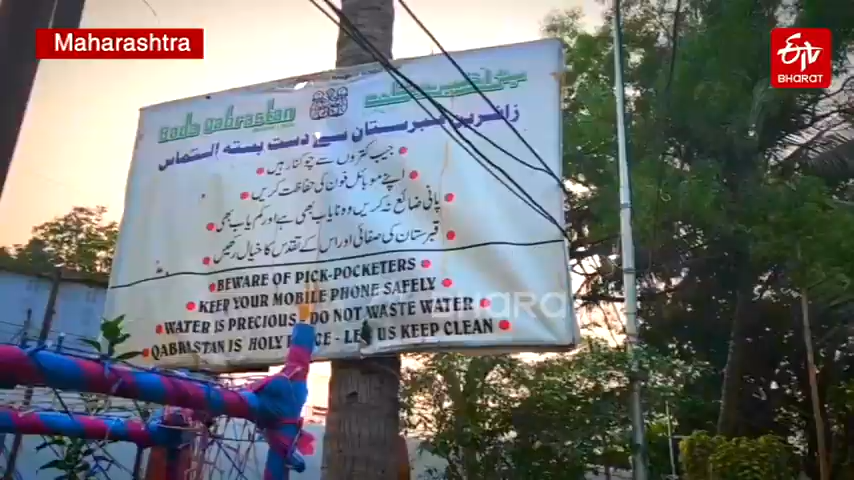 Maharashtra
ETV
BHARAT
Bada Qabrastan
بڑا قبرستان
زائرین قبرستان سے دست بستہ التماس
جیب کتروں سے چوکنا رہیں
اپنے موبائل فون کی حفاظت کریں
پانی ضائع نہ کریں وہ نایاب بھی ہے اور کم یاب بھی
قبرستان کی صفائی اور اس کے تقدس کا خیال رکھیں
BEWARE OF PICK-POCKETERS
KEEP YOUR MOBILE PHONE SAFELY
WATER IS PRECIOUS DO NOT WASTE WATER
QABRASTAN IS HOLY PLACE - LET US KEEP CLEAN
BHARAT